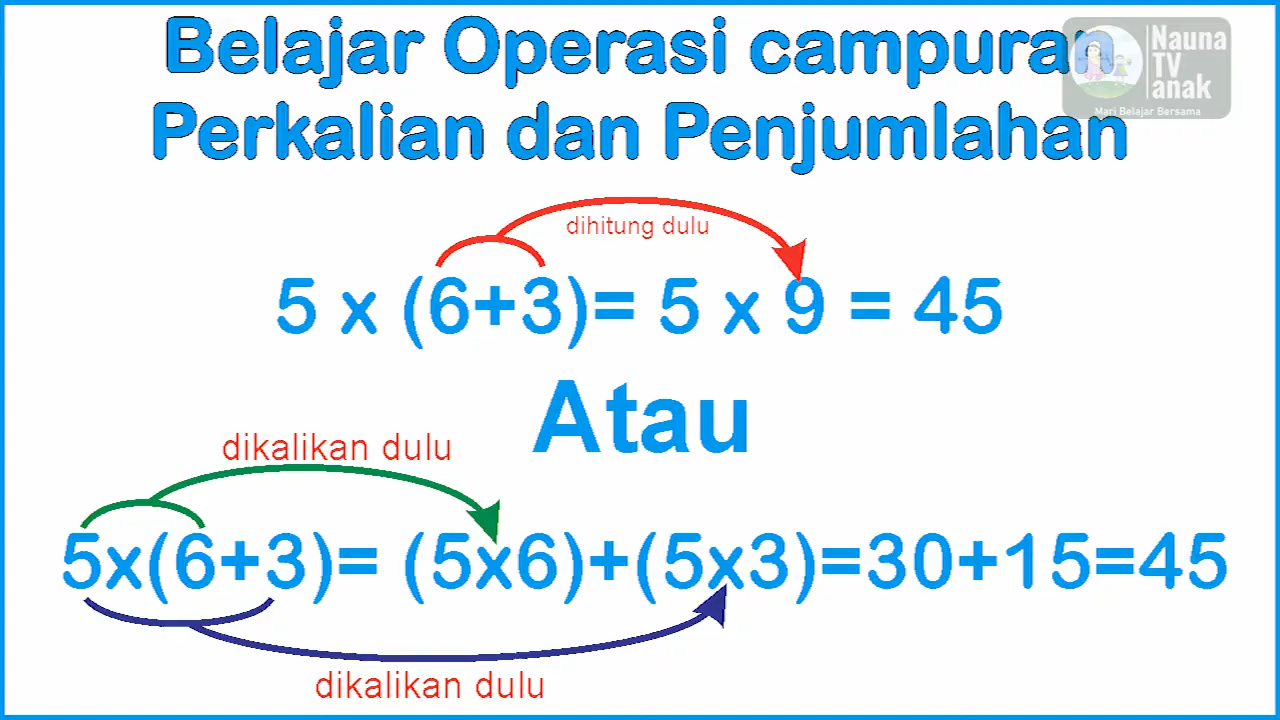 Belajar Operasi campuran
Perkalian dan Penjumlahan
Nauna
TV
anak
Mari Belajar Bersama
dihitung dulu
5 x (6+3)= 5 x 9 = 45
Atau
dikalikan dulu
5x(6+3)= (5x6)+(5x3)=30+15=45
dikalikan dulu